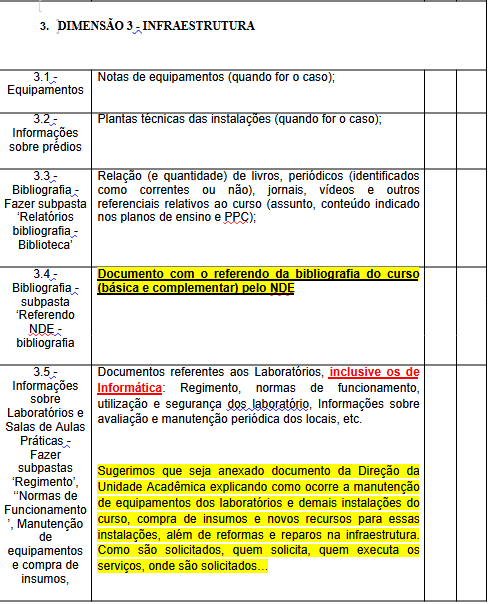 3. DIMENSÃO 3 - INFRAESTRUTURA
3.1 -
Equipamentos
Notas de equipamentos (quando for o caso);
3.2 -
Informações
sobre prédios
Plantas técnicas das instalações (quando for o caso);
3.3 -
Bibliografia -
Fazer subpasta
‘Relatórios
bibliografia -
Biblioteca’
Relação (e quantidade) de livros, periódicos (identificados
como correntes ou não), jornais, vídeos e outros
referenciais relativos ao curso (assunto, conteúdo indicado
nos planos de ensino e PPC);
3.4 -
Bibliografia -
subpasta
‘Referendo
NDE -
bibliografia
Documento com o referendo da bibliografia do curso
(básica e complementar) pelo NDE
3.5 -
Informações
sobre
Laboratórios e
Salas de Aulas
Práticas -
Fazer
subpastas
‘Regimento’,
‘‘Normas de
Funcionamento
’, Manutenção
de
equipamentos
e compra de
insumos,
Documentos referentes aos Laboratórios, inclusive os de
Informática: Regimento, normas de funcionamento,
utilização e segurança dos laboratório, Informações sobre
avaliação e manutenção periódica dos locais, etc.
Sugerimos que seja anexado documento da Direção da
Unidade Acadêmica explicando como ocorre a manutenção
de equipamentos dos laboratórios e demais instalações do
curso, compra de insumos e novos recursos para essas
instalações, além de reformas e reparos na infraestrutura.
Como são solicitados, quem solicita, quem executa os
serviços, onde são solicitados...